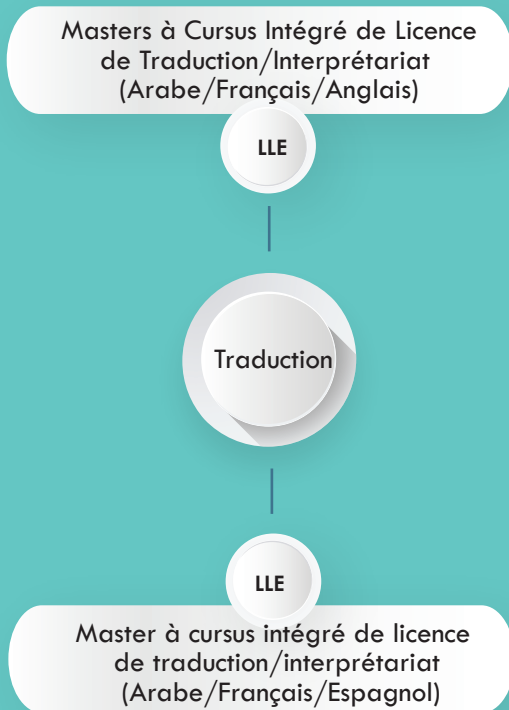 Masters à Cursus Intégré de Licence
de Traduction/Interprétariat
(Arabe/Français/Anglais)
LLE
Traduction
LLE
Master à cursus intégré de licence
de traduction/interprétariat
(Arabe/Français/Espagnol)